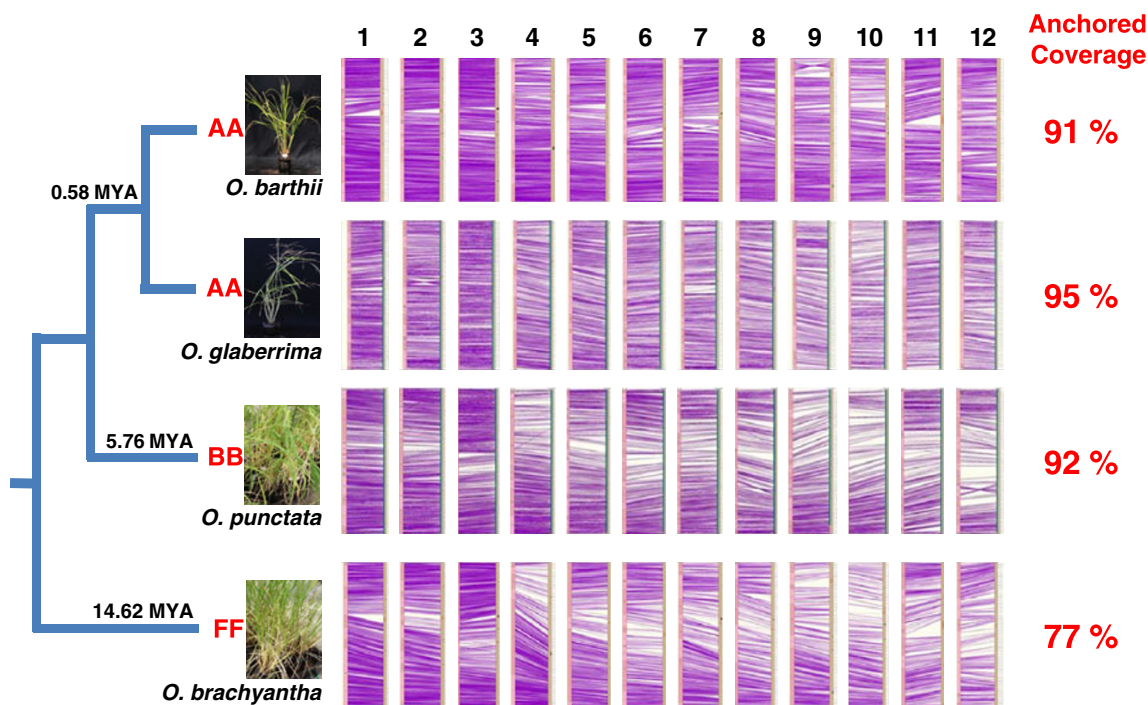 1 2 3 4 5 6 7 8 9 10 11 12
Anchored
Coverage
AA
91 %
O. barthii
0.58 MYA
AA
95 %
O. glaberrima
5.76 MYA
BB
92 %
O. punctata
14.62 MYA
FF
77 %
O. brachyantha